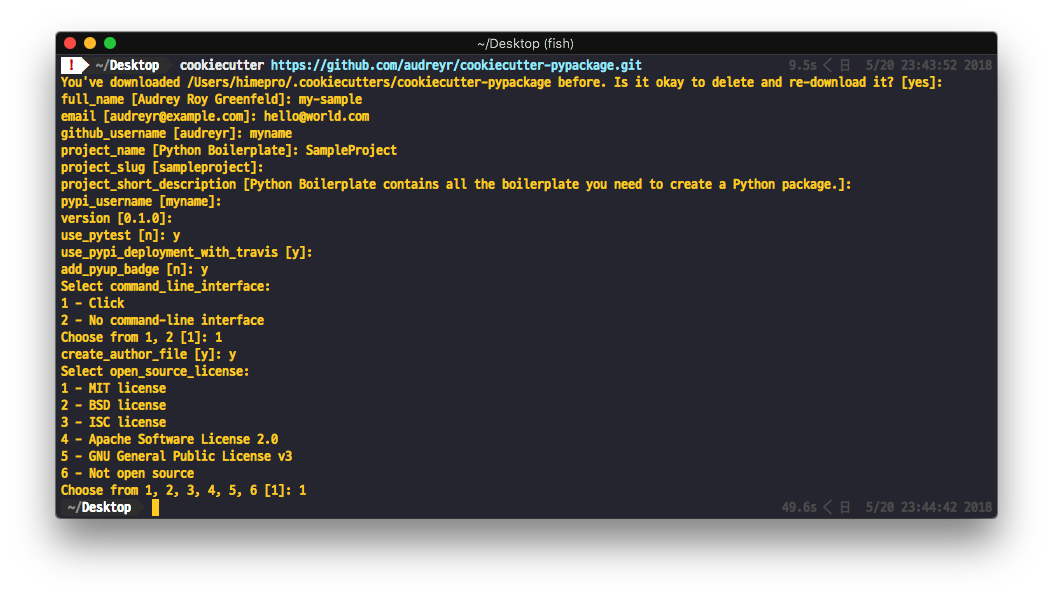 ~/Desktop (fish)
! ~/Desktop cookiecutter https://github.com/audreyr/cookiecutter-pypackage.git 9.5s < 日 5/20 23:43:52 2018
You've downloaded /Users/himepro/.cookiecutters/cookiecutter-pypackage before. Is it okay to delete and re-download it? [yes]:
full_name [Audrey Roy Greenfeld]: my-sample
email [audreyr@example.com]: hello@world.com
github_username [audreyr]: myname
project_name [Python Boilerplate]: SampleProject
project_slug [sampleproject]:
project_short_description [Python Boilerplate contains all the boilerplate you need to create a Python package.]:
pypi_username [myname]:
version [0.1.0]:
use_pytest [n]: y
use_pypi_deployment_with_travis [y]:
add_pyup_badge [n]: y
Select command_line_interface:
1 - Click
2 - No command-line interface
Choose from 1, 2 [1]: 1
create_author_file [y]: y
Select open_source_license:
1 - MIT license
2 - BSD license
3 - ISC license
4 - Apache Software License 2.0
5 - GNU General Public License v3
6 - Not open source
Choose from 1, 2, 3, 4, 5, 6 [1]: 1
~/Desktop 49.6s < 日 5/20 23:44:42 2018